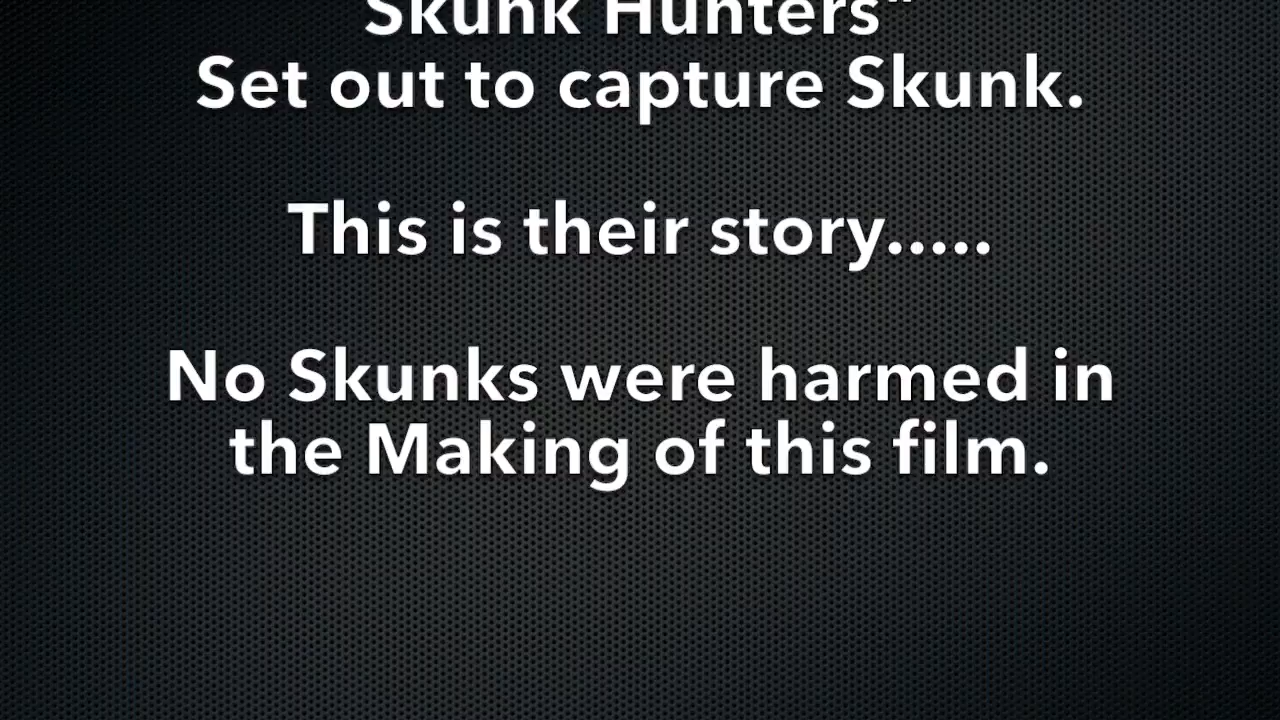 Skunk Hunters"
Set out to capture Skunk.
This is their story.....
No Skunks were harmed in
the Making of this film.